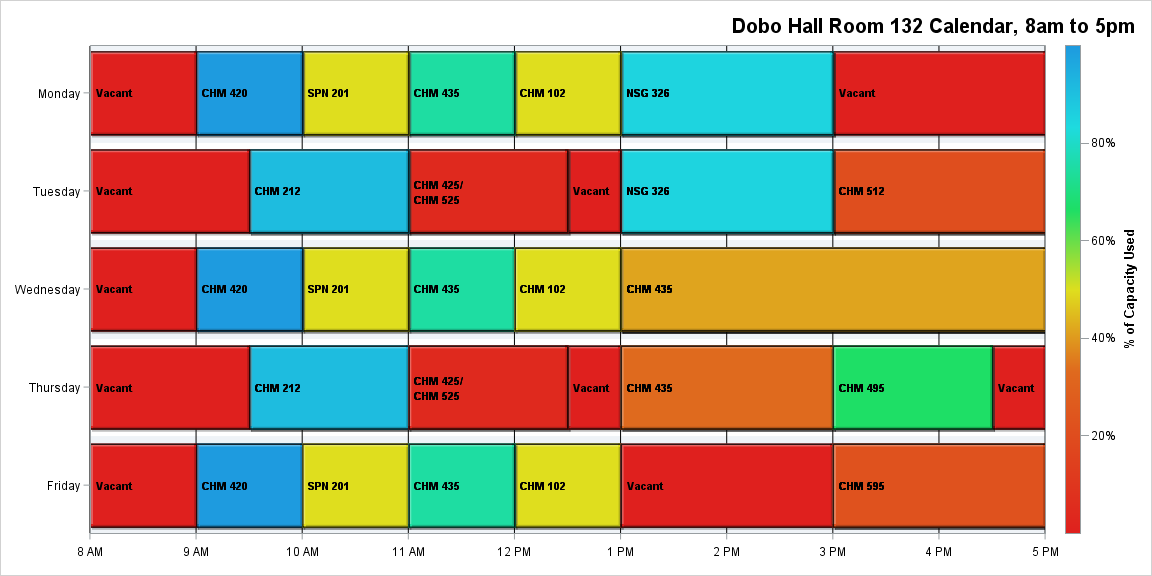 Dobo Hall Room 132 Calendar, 8am to 5pm
Monday
Vacant
CHM 420
SPN 201
CHM 435
CHM 102
NSG 326
Vacant
Tuesday
Vacant
CHM 212
CHM 425/
CHM 525
Vacant
NSG 326
CHM 512
Wednesday
Vacant
CHM 420
SPN 201
CHM 435
CHM 102
CHM 435
Thursday
Vacant
CHM 212
CHM 425/
CHM 525
Vacant
CHM 435
CHM 495
Vacant
Friday
Vacant
CHM 420
SPN 201
CHM 435
CHM 102
Vacant
CHM 595
8 AM
9 AM
10 AM
11 AM
12 PM
1 PM
2 PM
3 PM
4 PM
5 PM
80%
60%
40%
20%
% of Capacity Used